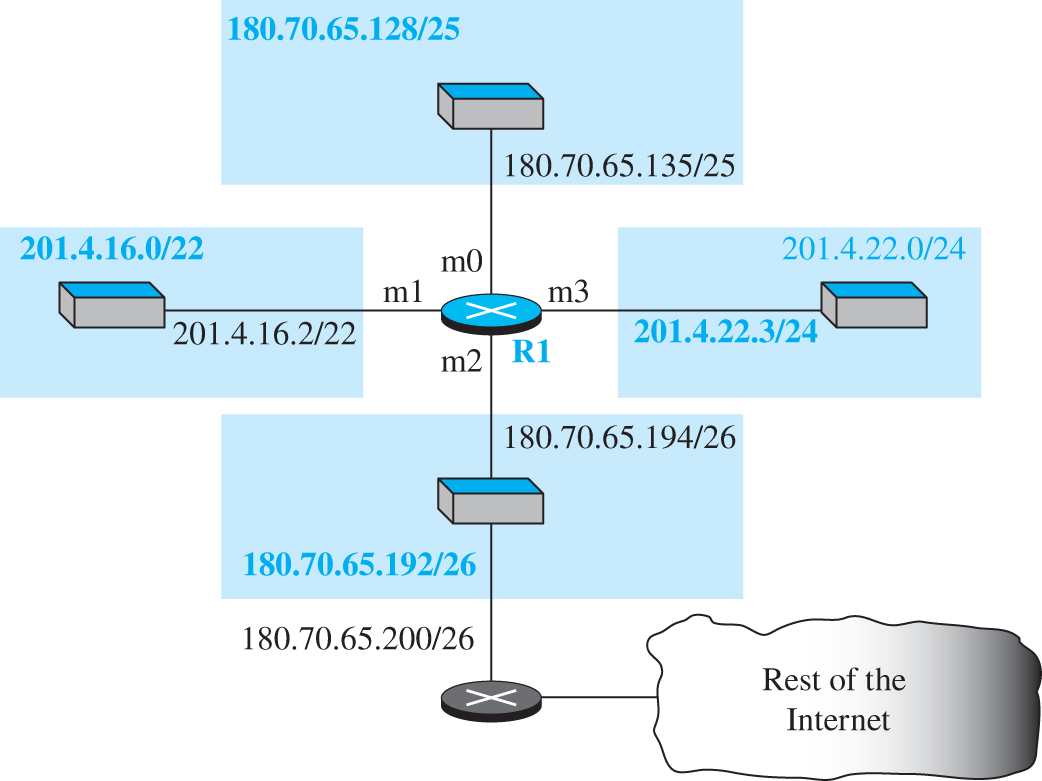 180.70.65.128/25
180.70.65.135/25
201.4.16.0/22
201.4.22.0/24
m0
m1
m3
201.4.16.2/22
201.4.22.3/24
m2
R1
180.70.65.194/26
180.70.65.192/26
180.70.65.200/26
Rest of the
Internet